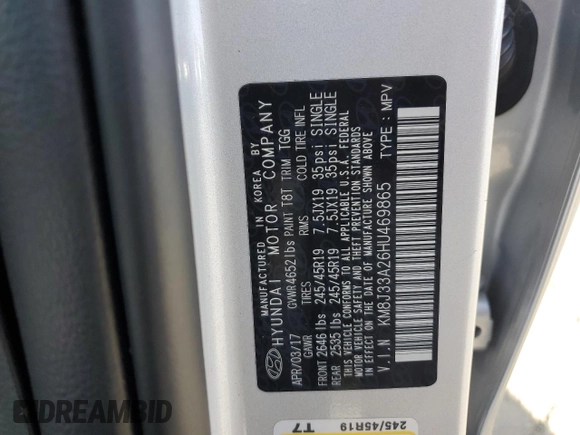 MANUFACTURED IN KOREA BY
HYUNDAI MOTOR COMPANY
APR/03/17 GVWR4652lbs PAINT T8T TRIM TGG
GAWR TIRES RIMS COLD TIRE INFL
FRONT 2646lbs 245/45R19 7.5JX19 35psi SINGLE
REAR 2535lbs 245/45R19 7.5JX19 35psi SINGLE
THIS VEHICLE CONFORMS TO ALL APPLICABLE U.S.A. FEDERAL
MOTOR VEHICLE SAFETY AND THEFT PREVENTION STANDARDS
IN EFFECT ON THE DATE OF MANUFACTURE SHOWN ABOVE
V.I.N KM8J33A26HU469865 TYPE: MPV
245/45R19
T7
DREAMBID